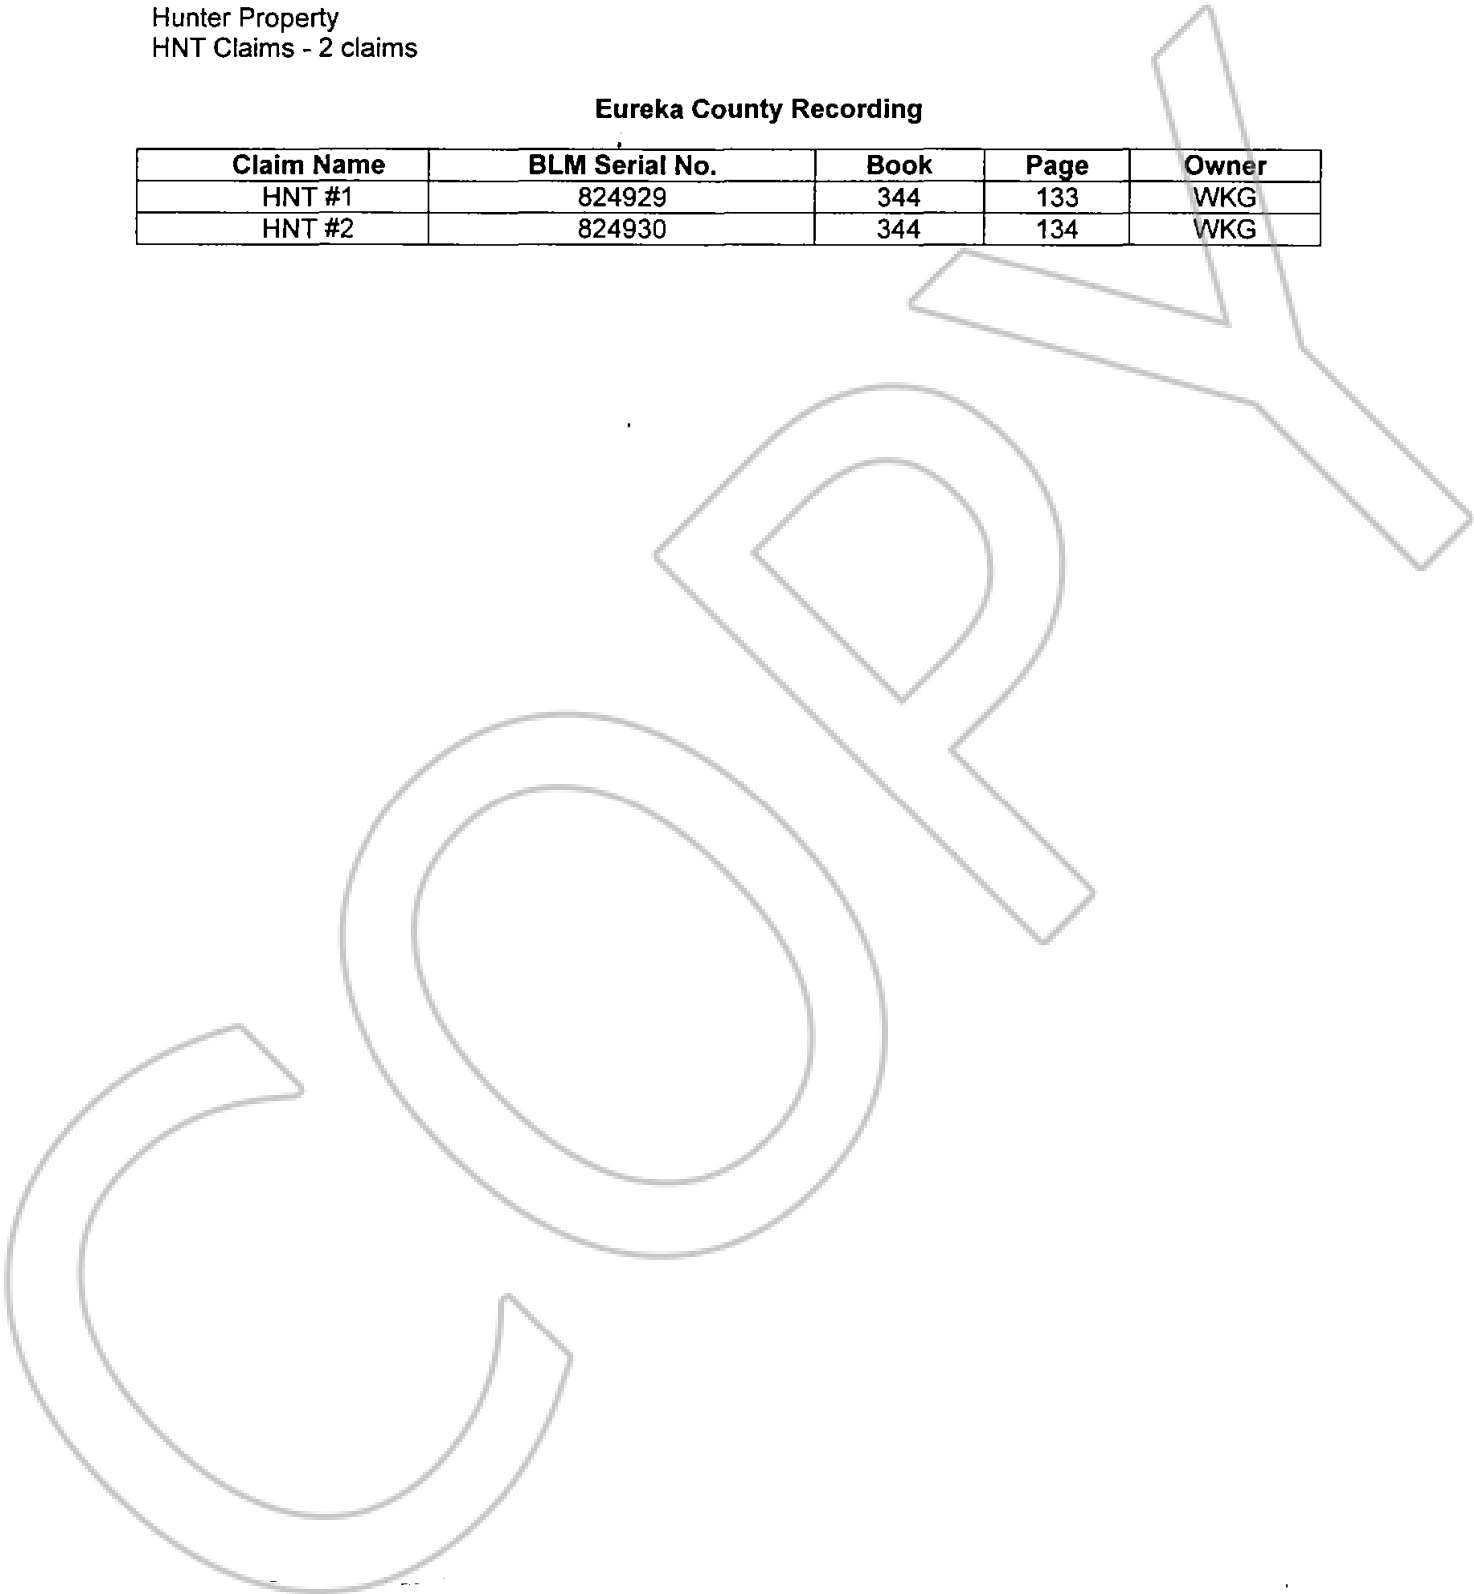 Hunter Property
HNT Claims - 2 claims
Eureka County Recording
Claim Name BLM Serial No. Book Page Owner
HNT #1 824929 344 133 WKG
HNT #2 824930 344 134 WKG
COPY